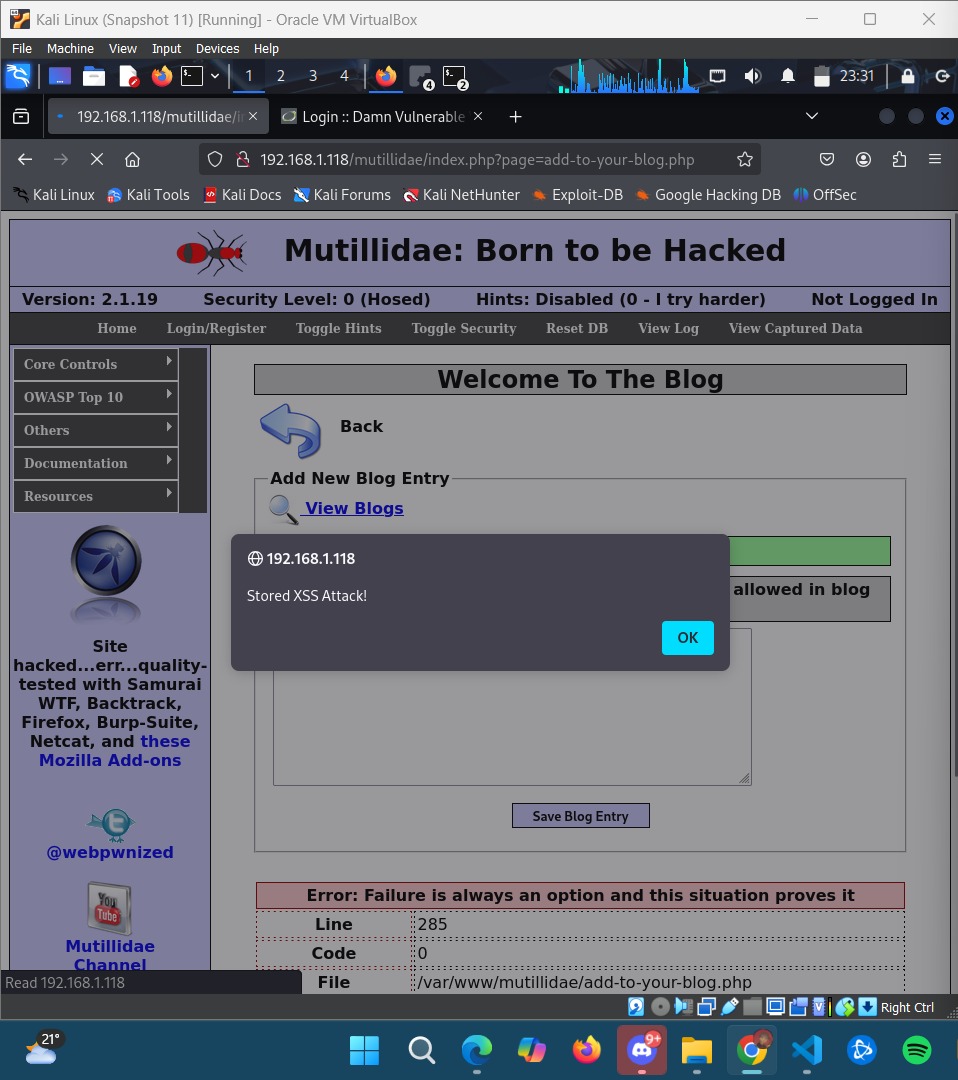 Kali Linux (Snapshot 11) [Running] - Oracle VM VirtualBox
File Machine View Input Devices Help
1 2 3 4 4 2 23:31
192.168.1.118/mutillidae/i
Login :: Damn Vulnerable
192.168.1.118/mutillidae/index.php?page=add-to-your-blog.php
Kali Linux Kali Tools Kali Docs Kali Forums Kali NetHunter Exploit-DB Google Hacking DB OffSec
Mutillidae: Born to be Hacked
Version: 2.1.19 Security Level: 0 (Hosed) Hints: Disabled (0 - I try harder) Not Logged In
Home Login/Register Toggle Hints Toggle Security Reset DB View Log View Captured Data
Core Controls
OWASP Top 10
Others
Documentation
Resources
Site
hacked...err...quality-
tested with Samurai
WTF, Backtrack,
Firefox, Burp-Suite,
Netcat, and these
Mozilla Add-ons
@webpwnized
You
Tube
Mutillidae
Channel
Welcome To The Blog
Back
Add New Blog Entry
View Blogs
allowed in blog
192.168.1.118
Stored XSS Attack!
OK
Save Blog Entry
Error: Failure is always an option and this situation proves it
Line 285
Code 0
File /var/www/mutillidae/add-to-your-blog.php
Read 192.168.1.118
Right Ctrl
21°
9+